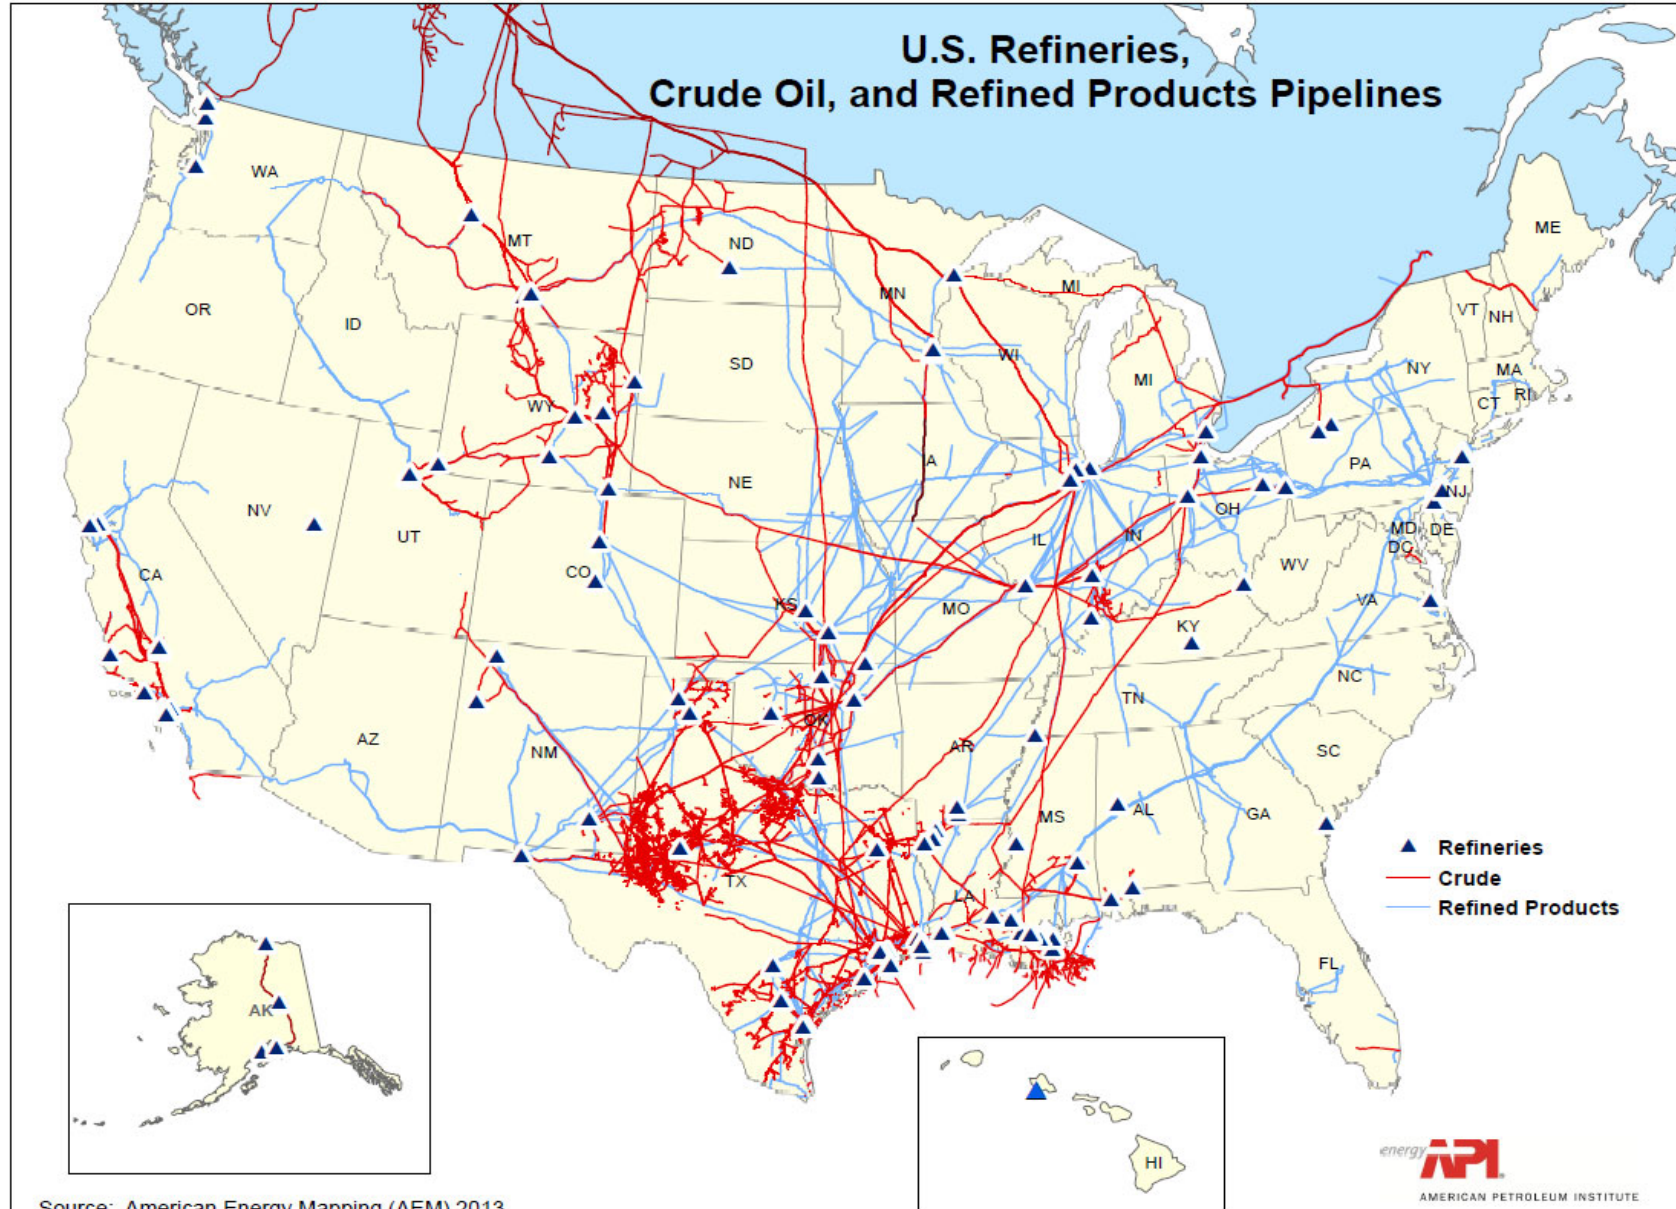 U.S. Refineries,
Crude Oil, and Refined Products Pipelines
WA
MT
ND
MN
MI
ME
VT
NH
OR
ID
SD
WI
MI
NY
MA
RI
CT
WY
IA
PA
NE
NJ
NV
UT
OH
IL
IN
MD
DE
DC
CA
CO
WV
KS
MO
VA
KY
NC
TN
OK
AZ
NM
AR
SC
MS
AL
GA
TX
LA
FL
Refineries
Crude
Refined Products
AK
HI
energy API
AMERICAN PETROLEUM INSTITUTE
Source: American Energy Mapping (AEM) 2013